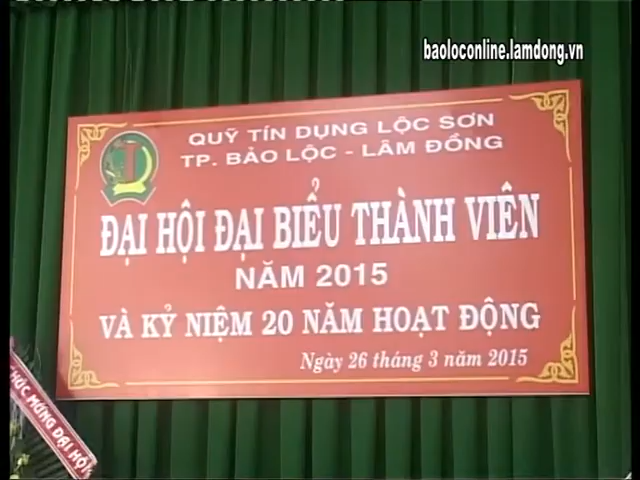 baoloconline.lamdong.vn
QUỸ TÍN DỤNG LỘC SƠN
TP. BẢO LỘC - LÂM ĐỒNG
ĐẠI HỘI ĐẠI BIỂU THÀNH VIÊN
NĂM 2015
VÀ KỶ NIỆM 20 NĂM HOẠT ĐỘNG
Ngày 26 tháng 3 năm 2015
CHÚC MỪNG ĐẠI HỘI